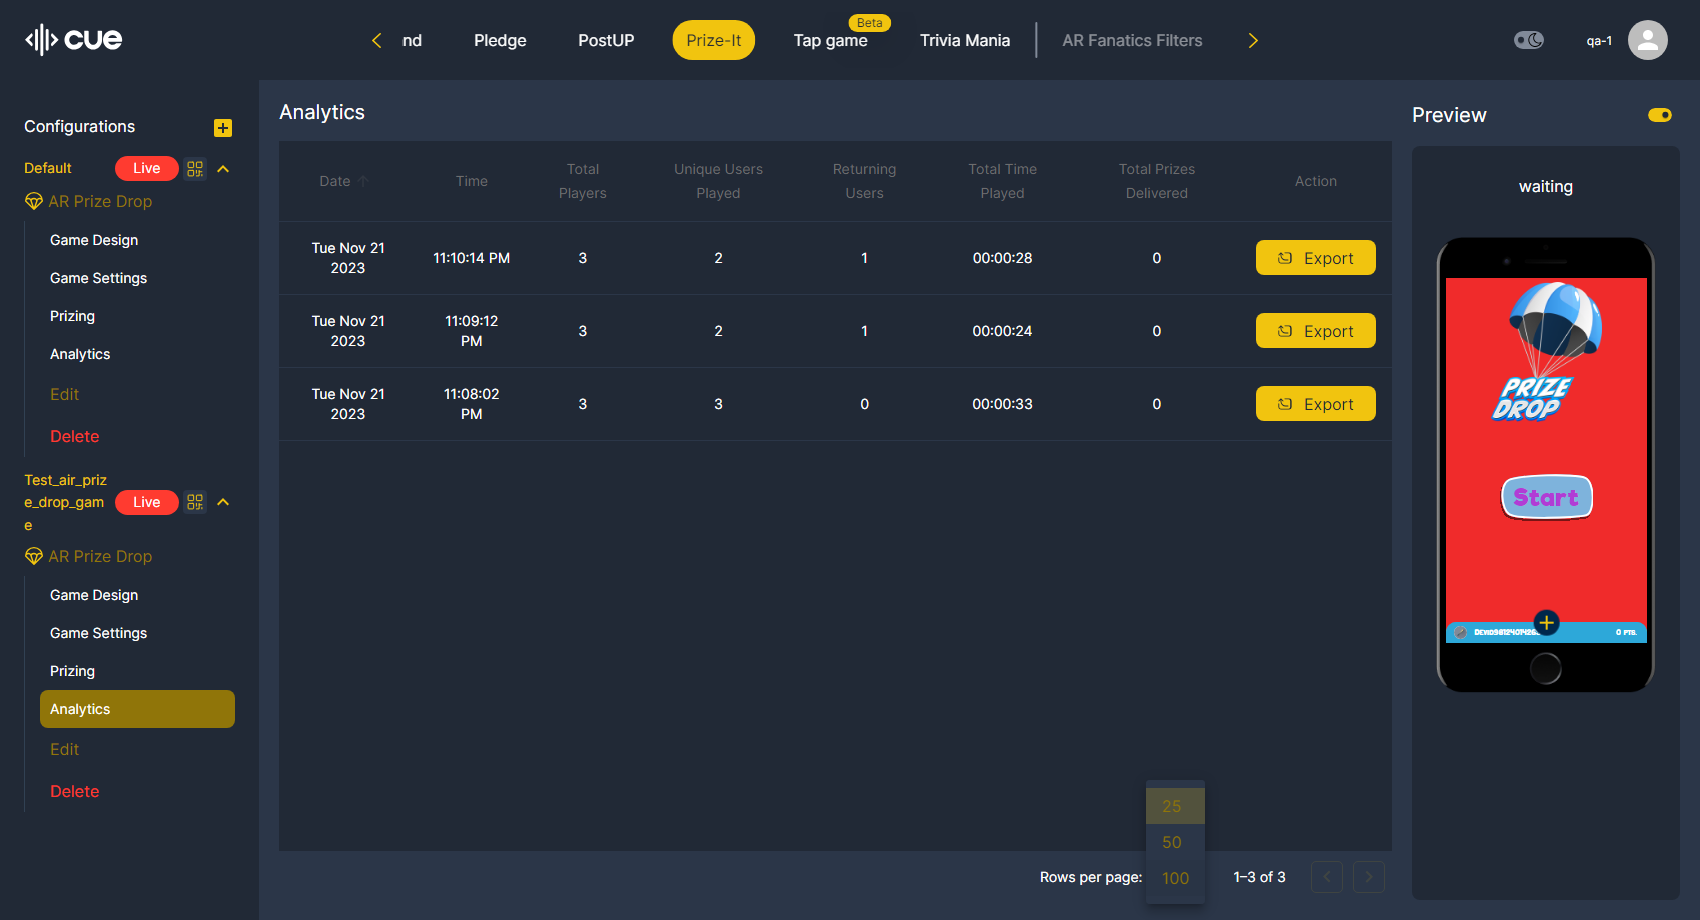 cue
nd
Pledge
PostUP
Prize-It
Beta
Tap game
Trivia Mania
AR Fanatics Filters
qa-1
Configurations
Default
Live
AR Prize Drop
Game Design
Game Settings
Prizing
Analytics
Edit
Delete
Test_air_priz
e_drop_gam
e
Live
AR Prize Drop
Game Design
Game Settings
Prizing
Analytics
Edit
Delete
Analytics
Date
Time
Total
Players
Unique Users
Played
Returning
Users
Total Time
Played
Total Prizes
Delivered
Action
Tue Nov 21
2023
11:10:14 PM
3
2
1
00:00:28
0
Export
Tue Nov 21
2023
11:09:12
PM
3
2
1
00:00:24
0
Export
Tue Nov 21
2023
11:08:02
PM
3
3
0
00:00:33
0
Export
25
50
100
Rows per page:
1–3 of 3
Preview
waiting
PRIZE
DROP
Start
0 PTS.